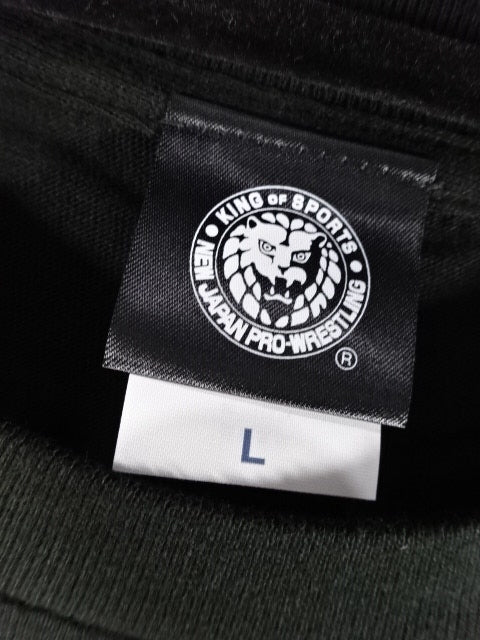 KING OF SPORTS
NEW JAPAN PRO-WRESTLING
®
L